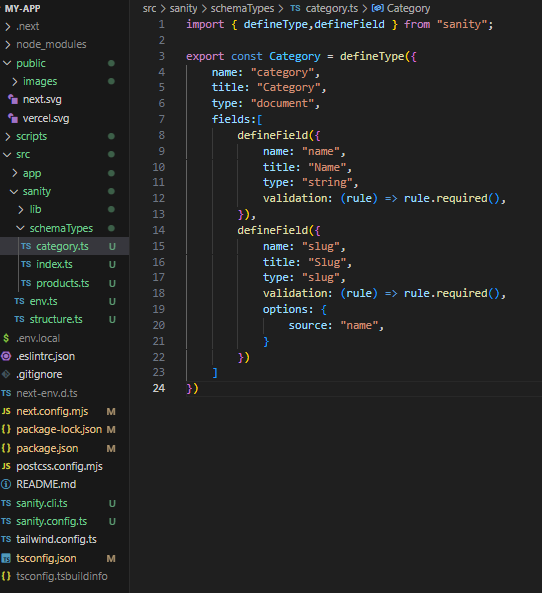 MY-APP
.next
node_modules
public
images
next.svg
vercel.svg
scripts
src
app
sanity
lib
schemaTypes
TS category.ts U
TS index.ts U
TS products.ts U
TS env.ts U
TS structure.ts U
$ .env.local
.eslintrc.json
.gitignore
TS next-env.d.ts
JS next.config.mjs M
{} package-lock.json M
{} package.json M
JS postcss.config.mjs
README.md
TS sanity.cli.ts U
TS sanity.config.ts U
TS tailwind.config.ts
TS tsconfig.json M
{} tsconfig.tsbuildinfo
src > sanity > schemaTypes > TS category.ts > Category
1 import { defineType,defineField } from "sanity";
2
3 export const Category = defineType({
4 name: "category",
5 title: "Category",
6 type: "document",
7 fields:[
8 defineField({
9 name: "name",
10 title: "Name",
11 type: "string",
12 validation: (rule) => rule.required(),
13 }),
14 defineField({
15 name: "slug",
16 title: "Slug",
17 type: "slug",
18 validation: (rule) => rule.required(),
19 options: {
20 source: "name",
21 }
22 })
23 ]
24 })